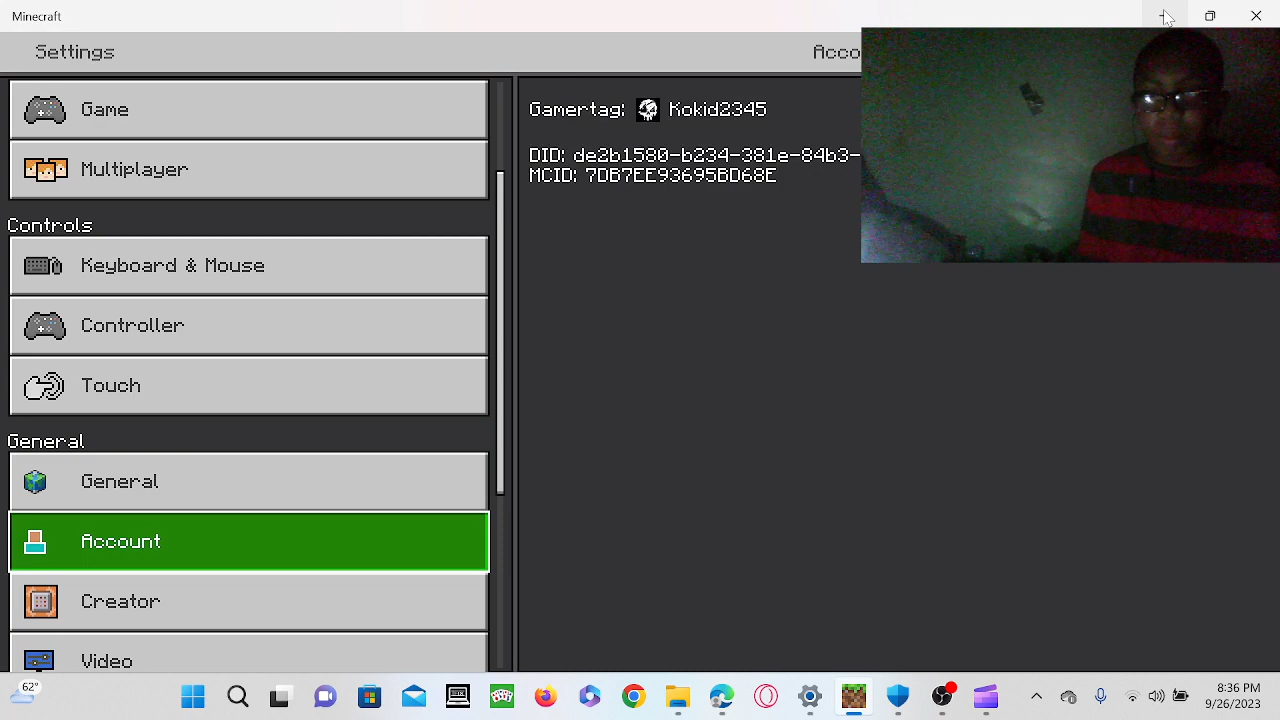 Minecraft
Settings
Acco
Game
Multiplayer
Controls
Keyboard & Mouse
Controller
Touch
General
General
Account
Creator
Video
Gamertag: Kokid2345
DID: de2b1580-b234-381e-84b3-
MCID: 7DB7EE93695BD68E
62°
8:36 PM
9/26/2023